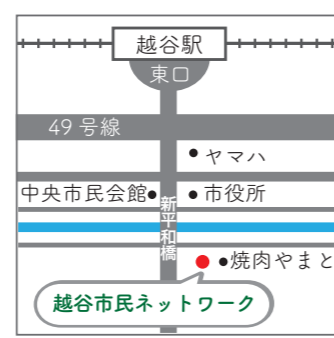 越谷駅
東口
49号線
ヤマハ
中央市民会館
市役所
新平和橋
焼肉やまと
越谷市民ネットワーク